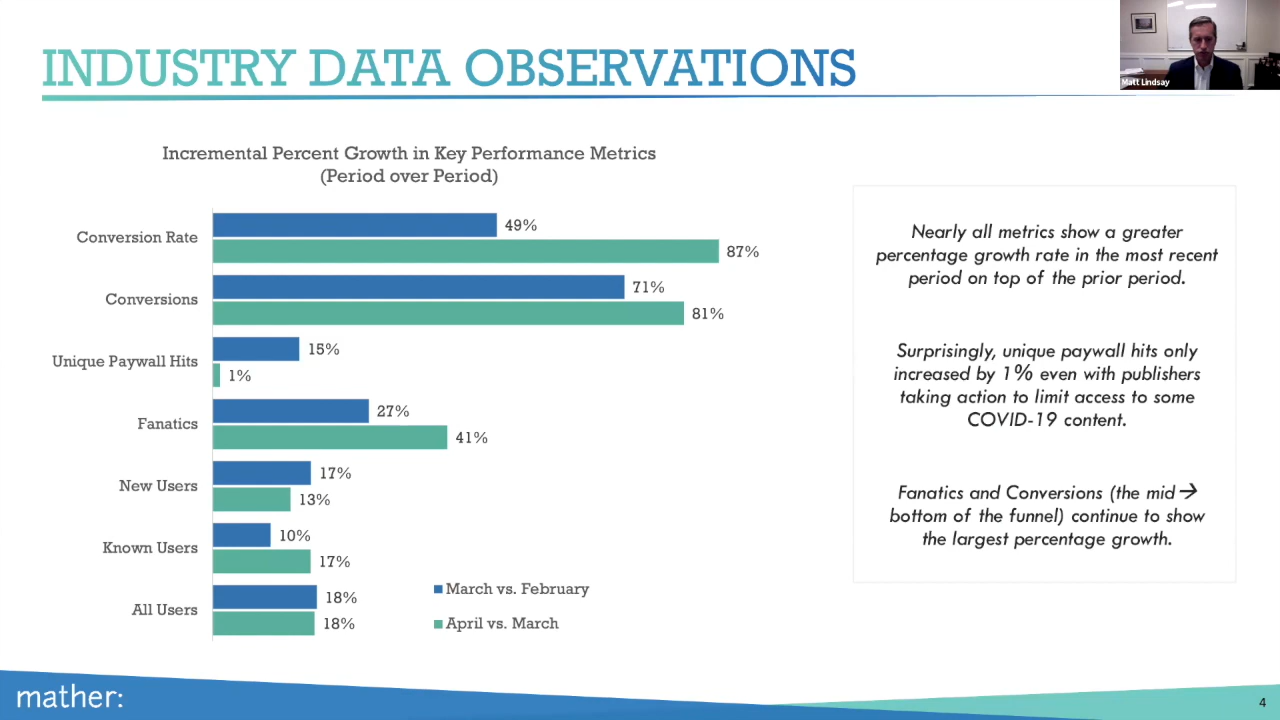 INDUSTRY DATA OBSERVATIONS
Matt Lindsay
Incremental Percent Growth in Key Performance Metrics
(Period over Period)
Conversion Rate
49%
87%
Conversions
71%
81%
Unique Paywall Hits
15%
1%
Fanatics
27%
41%
New Users
17%
13%
Known Users
10%
17%
All Users
18%
18%
March vs. February
April vs. March
Nearly all metrics show a greater
percentage growth rate in the most recent
period on top of the prior period.
Surprisingly, unique paywall hits only
increased by 1% even with publishers
taking action to limit access to some
COVID-19 content.
Fanatics and Conversions (the mid→
bottom of the funnel) continue to show
the largest percentage growth.
mather:
4